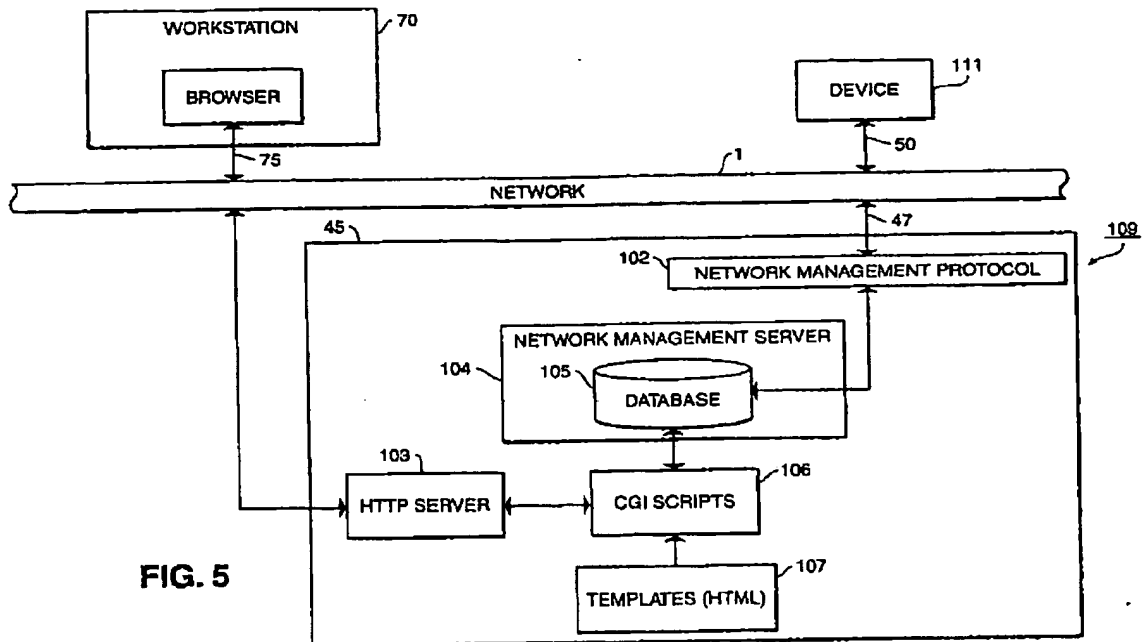 WORKSTATION
70
BROWSER
75
DEVICE
111
50
1
NETWORK
45
47
109
102
NETWORK MANAGEMENT PROTOCOL
NETWORK MANAGEMENT SERVER
104
105
DATABASE
103
HTTP SERVER
106
CGI SCRIPTS
107
TEMPLATES (HTML)
FIG. 5